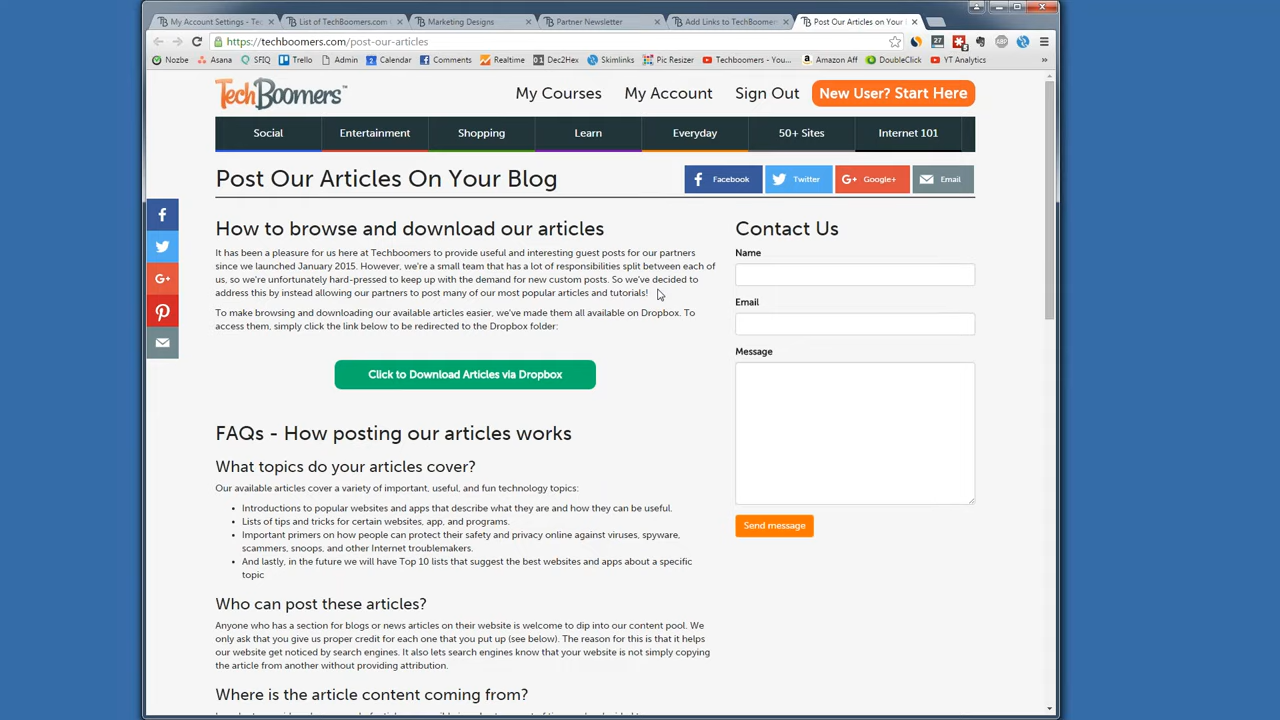 My Account Settings - Tec
List of TechBoomers.com
Marketing Designs
Partner Newsletter
Add Links to TechBoomer
Post Our Articles on Your
https://techboomers.com/post-our-articles
Nozbe Asana SFIQ Trello Admin Calendar Comments Realtime Dec2Hex Skimlinks Pic Resizer Techboomers - You... Amazon Aff DoubleClick YT Analytics »
TechBoomers™ My Courses My Account Sign Out New User? Start Here
Social Entertainment Shopping Learn Everyday 50+ Sites Internet 101
Post Our Articles On Your Blog
Facebook Twitter Google+ Email
How to browse and download our articles
It has been a pleasure for us here at Techboomers to provide useful and interesting guest posts for our partners
since we launched January 2015. However, we're a small team that has a lot of responsibilities split between each of
us, so we're unfortunately hard-pressed to keep up with the demand for new custom posts. So we've decided to
address this by instead allowing our partners to post many of our most popular articles and tutorials!
To make browsing and downloading our available articles easier, we've made them all available on Dropbox. To
access them, simply click the link below to be redirected to the Dropbox folder:
Click to Download Articles via Dropbox
FAQs - How posting our articles works
What topics do your articles cover?
Our available articles cover a variety of important, useful, and fun technology topics:
• Introductions to popular websites and apps that describe what they are and how they can be useful.
• Lists of tips and tricks for certain websites, app, and programs.
• Important primers on how people can protect their safety and privacy online against viruses, spyware,
scammers, snoops, and other Internet troublemakers.
• And lastly, in the future we will have Top 10 lists that suggest the best websites and apps about a specific
topic
Who can post these articles?
Anyone who has a section for blogs or news articles on their website is welcome to dip into our content pool. We
only ask that you give us proper credit for each one that you put up (see below). The reason for this is that it helps
our website get noticed by search engines. It also lets search engines know that your website is not simply copying
the article from another without providing attribution.
Where is the article content coming from?
Contact Us
Name
Email
Message
Send message